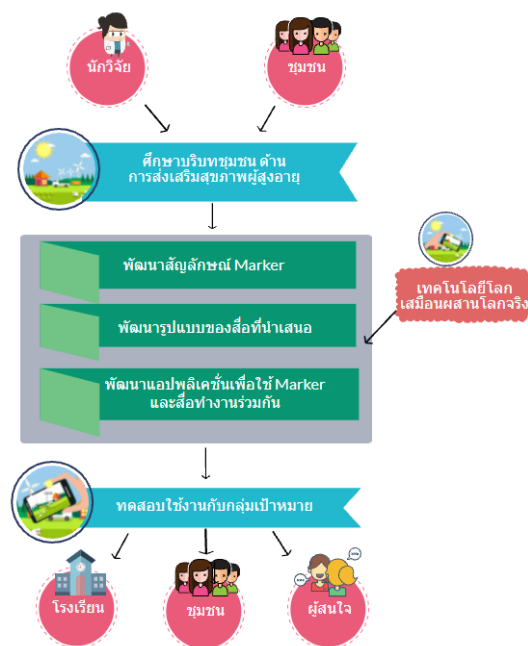 นักวิจัย
ชุมชน
ศึกษาบริบทชุมชน ด้าน
การส่งเสริมสุขภาพผู้สูงอายุ
พัฒนาสัญลักษณ์ Marker
เทคโนโลยีโลก
เสมือนผสานโลกจริง
พัฒนารูปแบบของสื่อที่นำเสนอ
พัฒนาแอปพลิเคชั่นเพื่อใช้ Marker
และสื่อทำงานร่วมกัน
ทดสอบใช้งานกับกลุ่มเป้าหมาย
โรงเรียน
ชุมชน
ผู้สนใจ